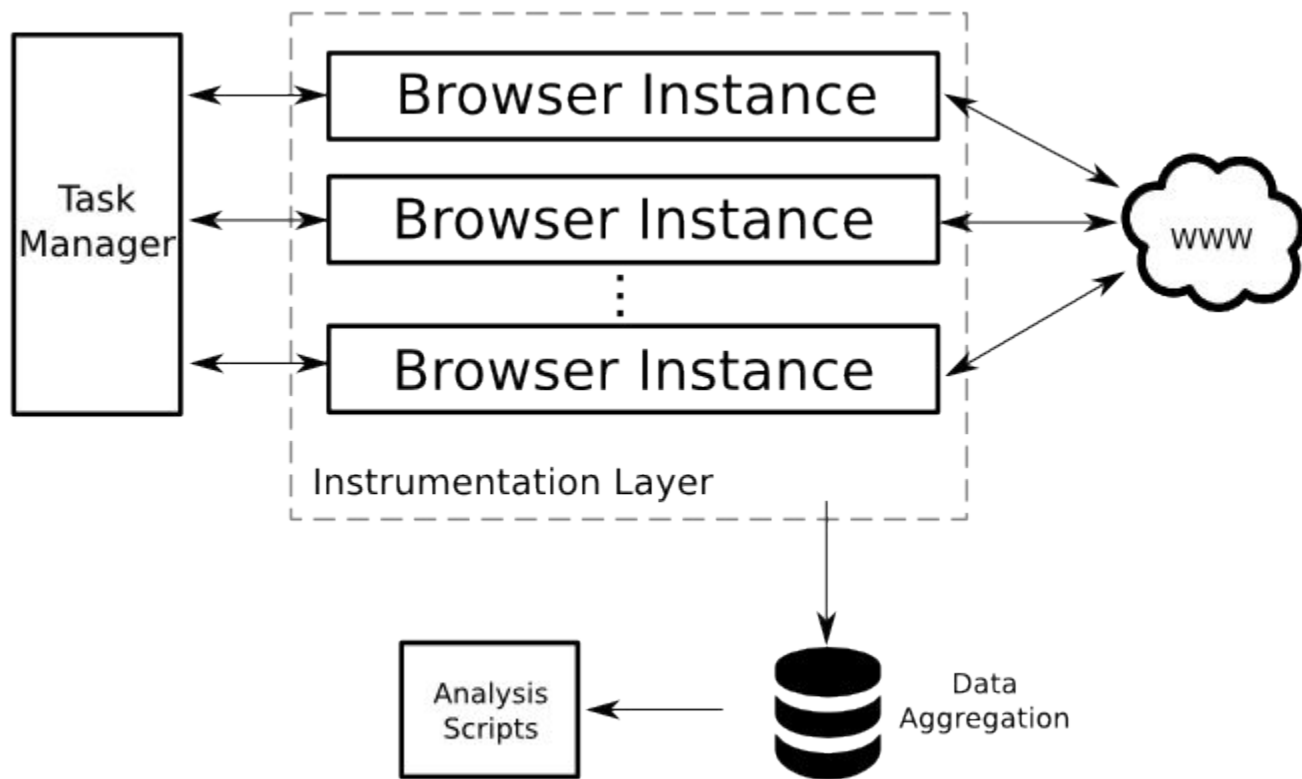 Browser Instance
Task
Manager
Browser Instance
www
Browser Instance
Instrumentation Layer
Analysis
Scripts
Data
Aggregation